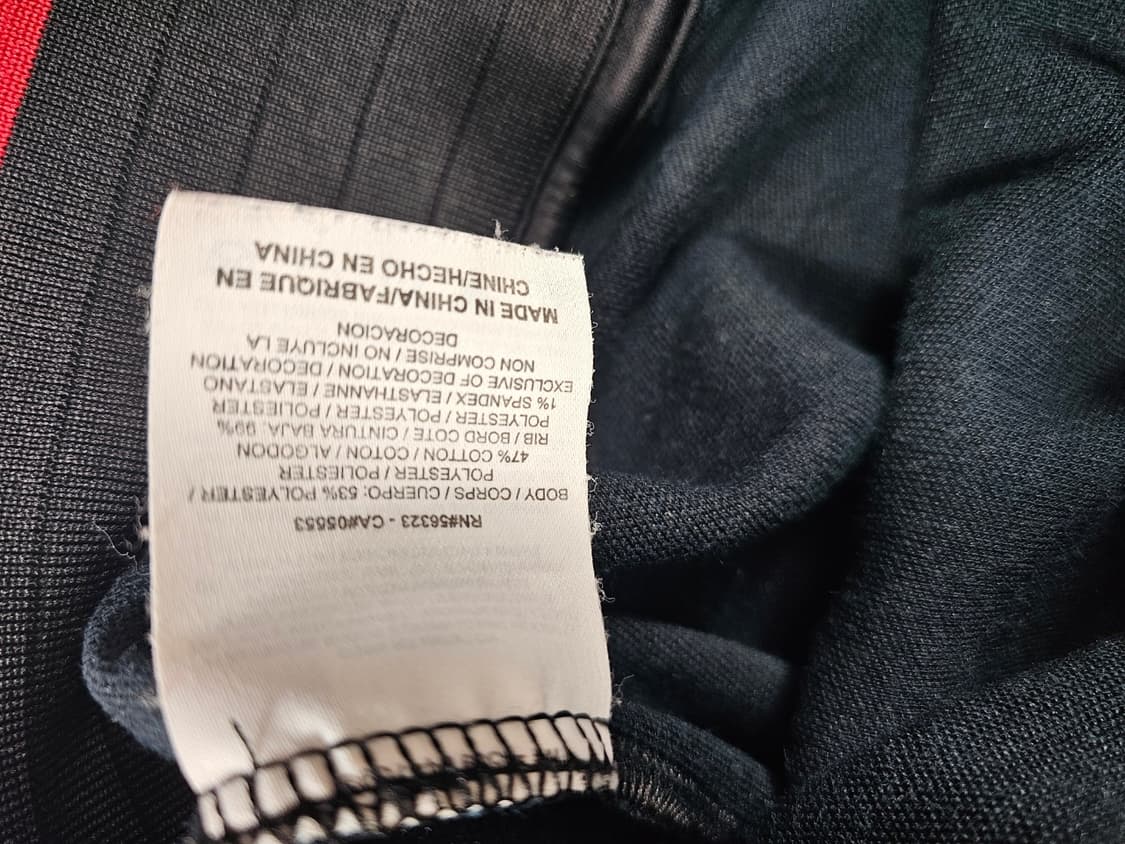 RN#56323 - CA#05553
BODY / CORPS / CUERPO: 53% POLYESTER /
POLYESTER / POLIESTER
47% COTTON / COTON / ALGODON
RIB / BORD COTE / CINTURA BAJA: 99%
POLYESTER / POLYESTER / POLIESTER
1% SPANDEX / ELASTHANNE / ELASTANO
EXCLUSIVE OF DECORATION / DECORATION
NON COMPRISE / NO INCLUYE LA
DECORACION
MADE IN CHINA/FABRIQUE EN
CHINE/HECHO EN CHINA